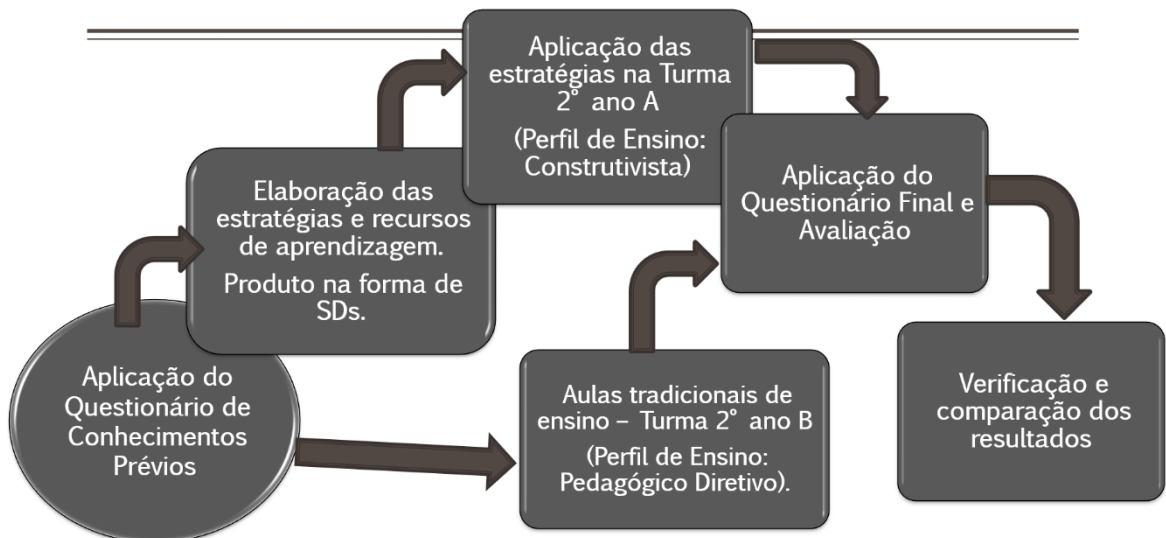 Aplicação do
Questionário de
Conhecimentos
Prévios
Elaboração das
estratégias e recursos
de aprendizagem.
Produto na forma de
SDs.
Aplicação das
estratégias na Turma
2° ano A
(Perfil de Ensino:
Construtivista)
Aulas tradicionais de
ensino – Turma 2° ano B
(Perfil de Ensino:
Pedagógico Diretivo).
Aplicação do
Questionário Final e
Avaliação
Verificação e
comparação dos
resultados